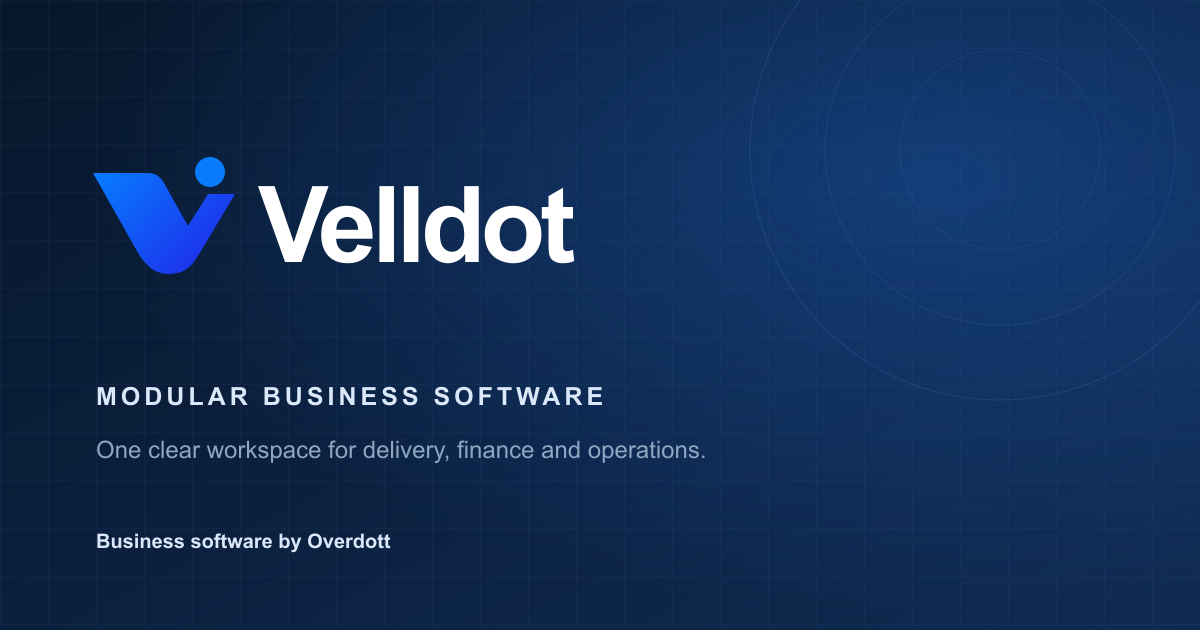 Velldot
MODULAR BUSINESS SOFTWARE
One clear workspace for delivery, finance and operations.
Business software by Overdott